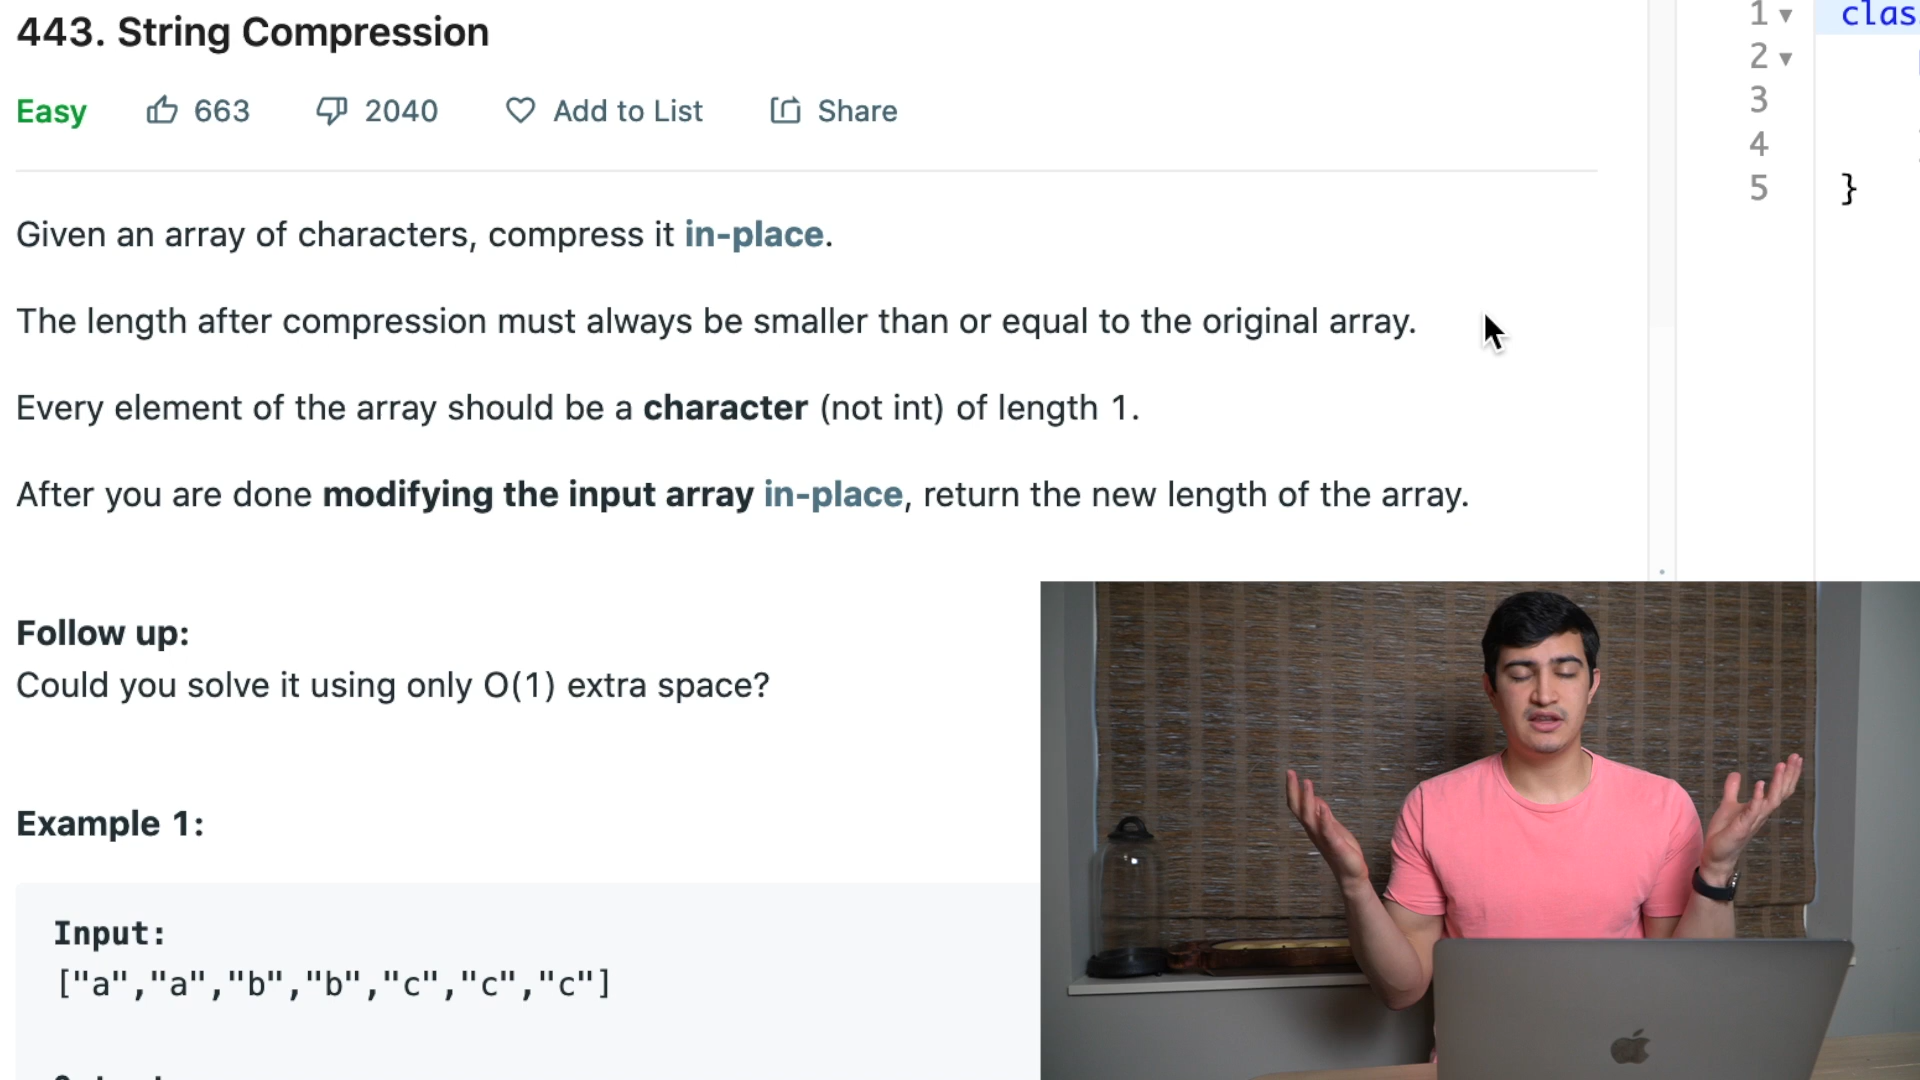 443. String Compression
Easy 663 2040 Add to List Share
Given an array of characters, compress it in-place.
The length after compression must always be smaller than or equal to the original array.
Every element of the array should be a character (not int) of length 1.
After you are done modifying the input array in-place, return the new length of the array.
Follow up:
Could you solve it using only O(1) extra space?
Example 1:
Input:
["a","a","b","b","c","c","c"]
1 clas
2
3
4
5 }